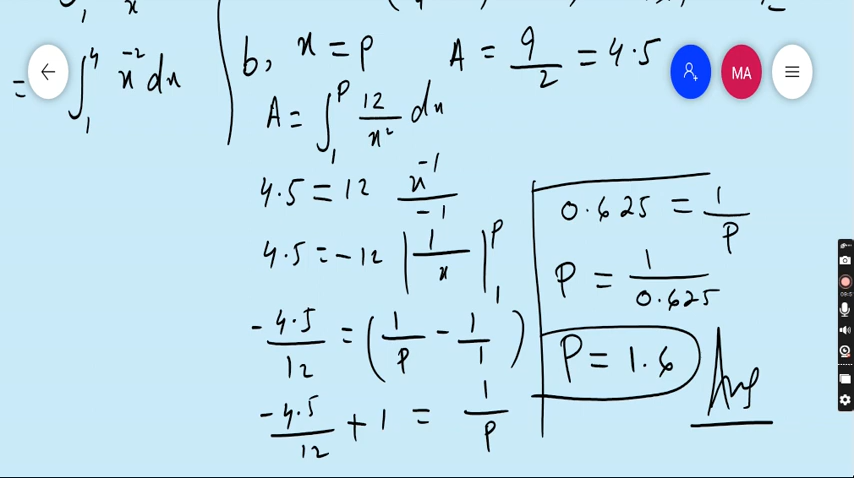 = ∫₁⁴ x⁻² dx
b, x = p A = 9/2 = 4.5
A = ∫₁ᴾ 12/x² dx
4.5 = 12 x⁻¹/-1
4.5 = -12 |1/x|₁ᴾ
-4.5/12 = (1/P - 1/1)
-4.5/12 + 1 = 1/P
0.625 = 1/P
P = 1/0.625
P = 1.6 Ans
MA